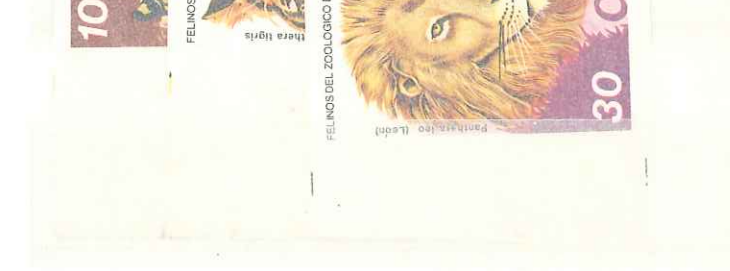 10
FELINOS
thera tigris
FELINOS DEL ZOOLOGICO
Panthera leo (León)
30